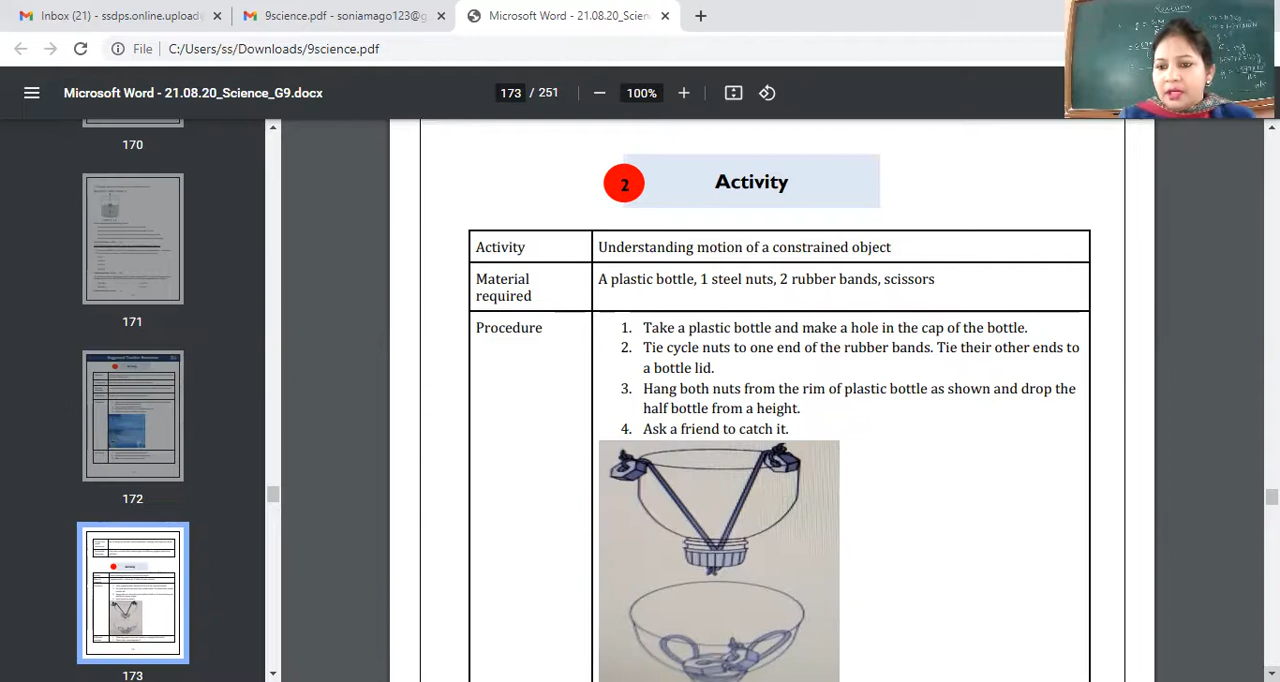 Inbox (21) - ssdps.online.upload
9science.pdf - soniamago123@g
Microsoft Word - 21.08.20_Scien
File
C:/Users/ss/Downloads/9science.pdf
Microsoft Word - 21.08.20_Science_G9.docx
173 / 251
100%
170
171
172
173
2
Activity
Activity
Understanding motion of a constrained object
Material
required
A plastic bottle, 1 steel nuts, 2 rubber bands, scissors
Procedure
1. Take a plastic bottle and make a hole in the cap of the bottle.
2. Tie cycle nuts to one end of the rubber bands. Tie their other ends to
a bottle lid.
3. Hang both nuts from the rim of plastic bottle as shown and drop the
half bottle from a height.
4. Ask a friend to catch it.